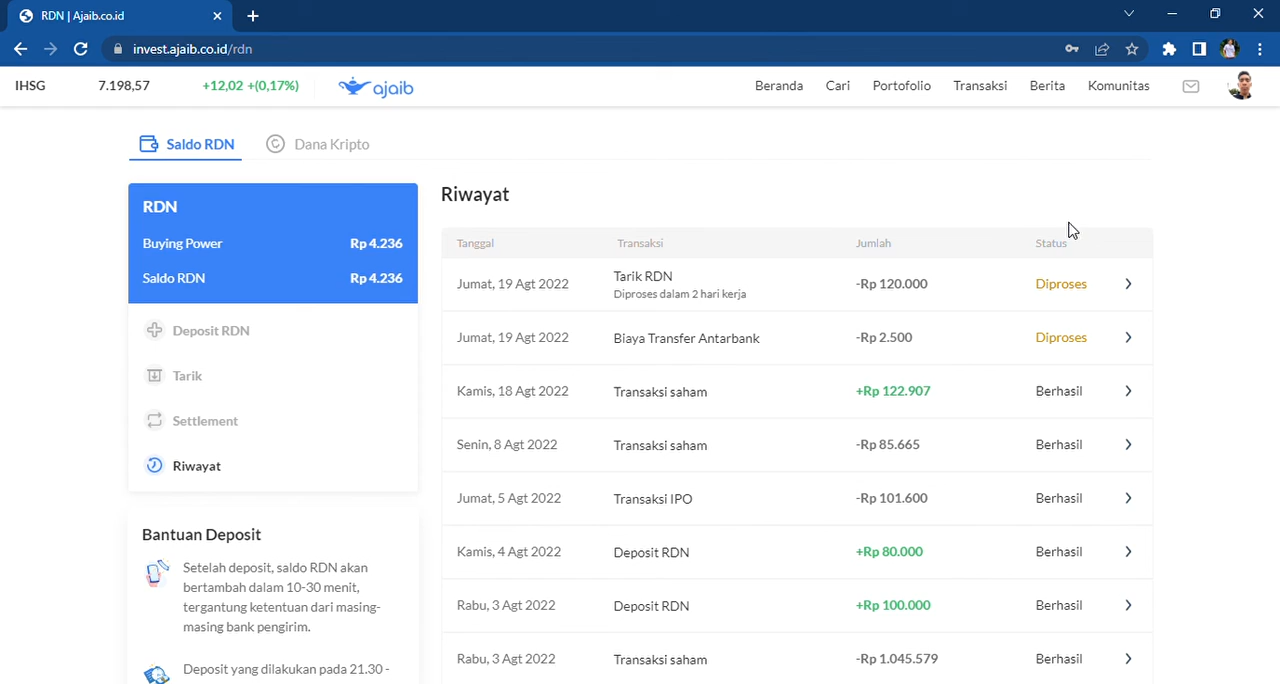 RDN | Ajaib.co.id
invest.ajaib.co.id/rdn
IHSG 7.198,57 +12,02 +(0,17%) ajaib Beranda Cari Portofolio Transaksi Berita Komunitas
Saldo RDN Dana Kripto
RDN
Buying Power Rp 4.236
Saldo RDN Rp 4.236
Deposit RDN
Tarik
Settlement
Riwayat
Bantuan Deposit
Setelah deposit, saldo RDN akan
bertambah dalam 10-30 menit,
tergantung ketentuan dari masing-
masing bank pengirim.
Deposit yang dilakukan pada 21.30 -
Riwayat
Tanggal Transaksi Jumlah Status
Jumat, 19 Agt 2022 Tarik RDN -Rp 120.000 Diproses
Diproses dalam 2 hari kerja
Jumat, 19 Agt 2022 Biaya Transfer Antarbank -Rp 2.500 Diproses
Kamis, 18 Agt 2022 Transaksi saham +Rp 122.907 Berhasil
Senin, 8 Agt 2022 Transaksi saham -Rp 85.665 Berhasil
Jumat, 5 Agt 2022 Transaksi IPO -Rp 101.600 Berhasil
Kamis, 4 Agt 2022 Deposit RDN +Rp 80.000 Berhasil
Rabu, 3 Agt 2022 Deposit RDN +Rp 100.000 Berhasil
Rabu, 3 Agt 2022 Transaksi saham -Rp 1.045.579 Berhasil